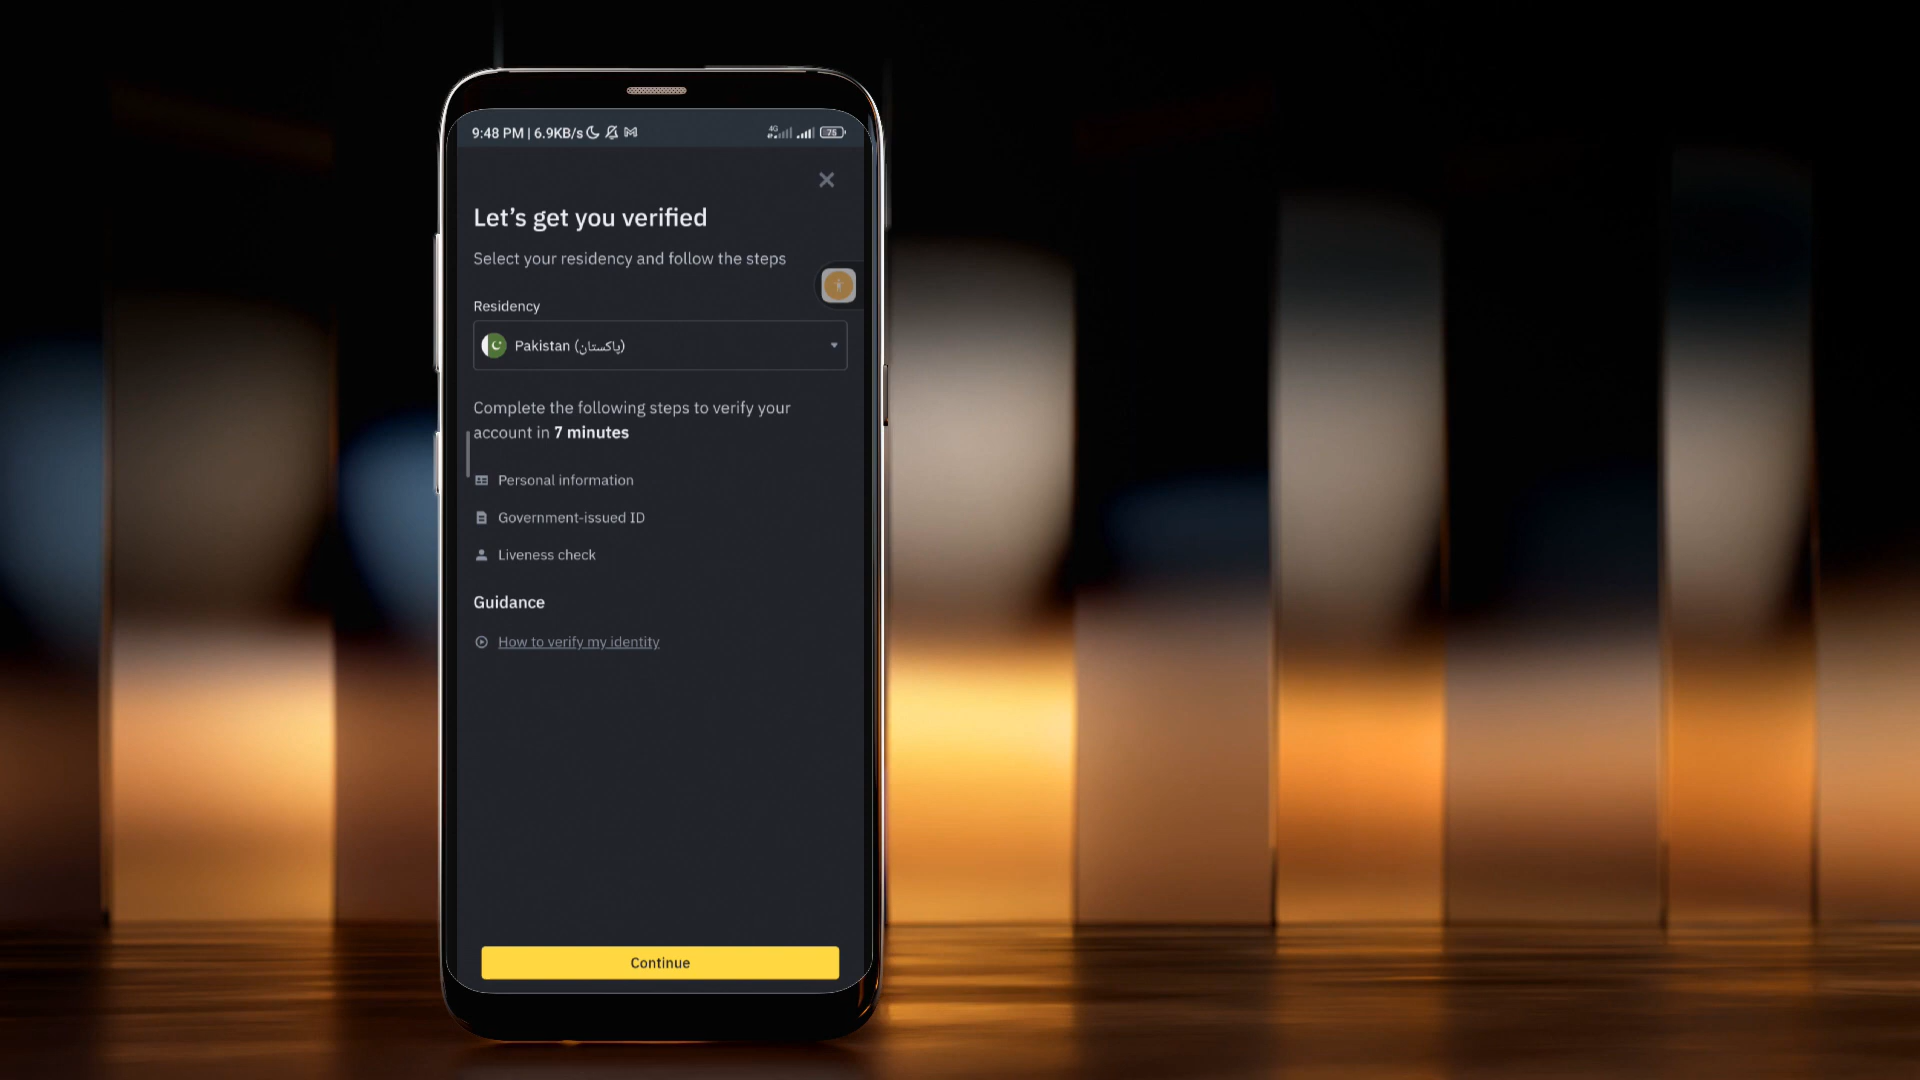 9:48 PM | 6.9KB/s
4G
75
Let's get you verified
Select your residency and follow the steps
Residency
Pakistan (پاکستان)
Complete the following steps to verify your
account in 7 minutes
Personal information
Government-issued ID
Liveness check
Guidance
How to verify my identity
Continue